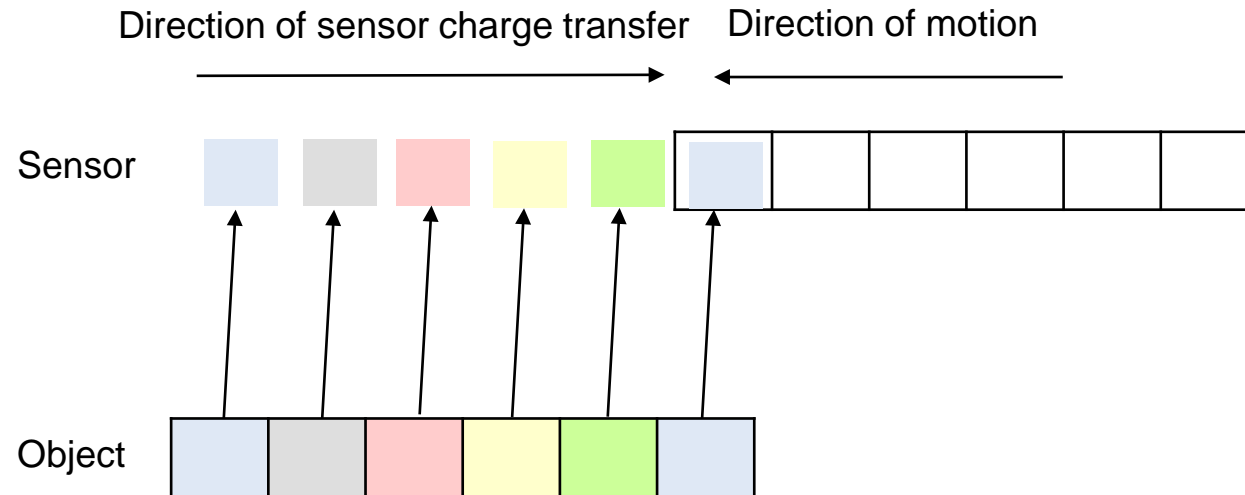 Direction of sensor charge transfer
Direction of motion
Sensor
Object